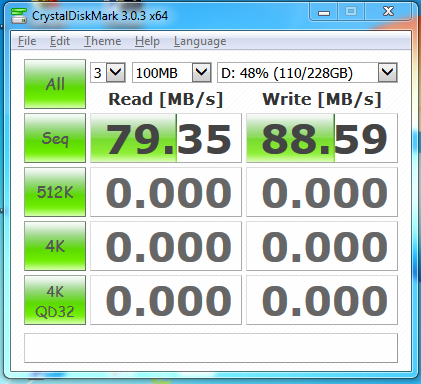 CrystalDiskMark 3.0.3 x64
File Edit Theme Help Language
All 3 100MB D: 48% (110/228GB)
Read [MB/s] Write [MB/s]
Seq 79.35 88.59
512K 0.000 0.000
4K 0.000 0.000
4K
QD32 0.000 0.000